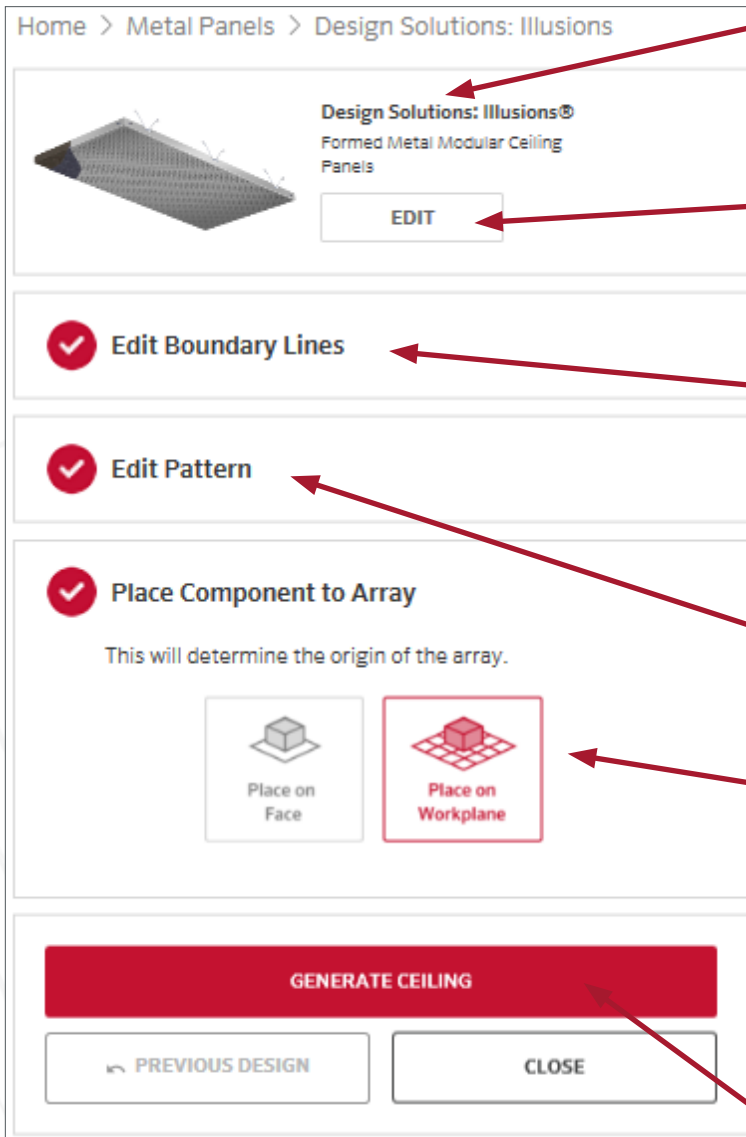 Home > Metal Panels > Design Solutions: Illusions
Design Solutions: Illusions®
Formed Metal Modular Ceiling
Panels
EDIT
Edit Boundary Lines
Edit Pattern
Place Component to Array
This will determine the origin of the array.
Place on
Face
Place on
Workplane
GENERATE CEILING
PREVIOUS DESIGN
CLOSE